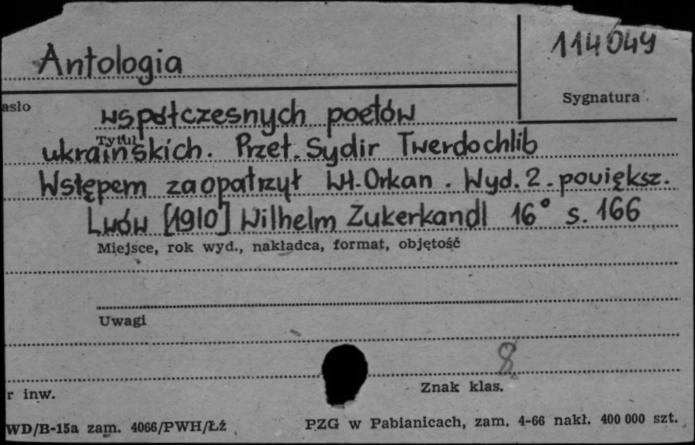 114049
Antologia
asło
Sygnatura
współczesnych poetów
Tytuł
ukraińskich. Przeł. Sydir Twerdochlib
Wstępem zaopatrzył Wł. Orkan. Wyd. 2. powiększ.
Lwów [1910] Wilhelm Zukerkandl 16° s. 166
Miejsce, rok wyd., nakładca, format, objętość
Uwagi
8
r inw.
Znak klas.
WD/B-15a zam. 4066/PWH/Łż
PZG w Pabianicach, zam. 4-66 nakł. 400 000 szt.